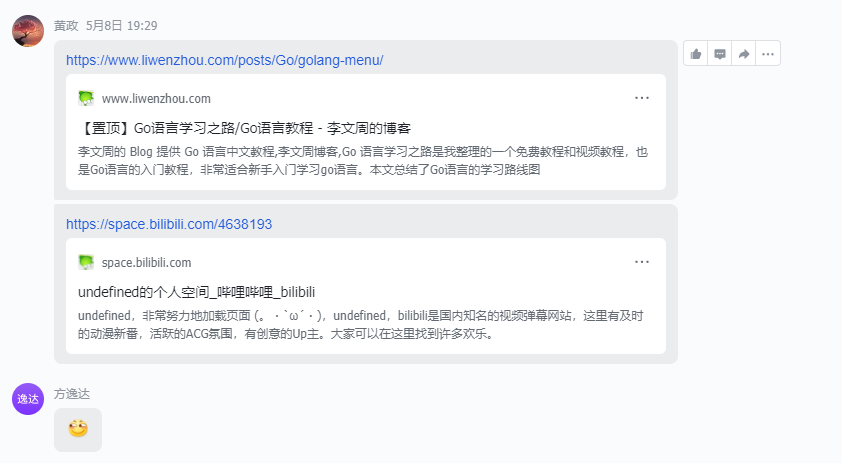 黄政 5月8日 19:29
https://www.liwenzhou.com/posts/Go/golang-menu/
www.liwenzhou.com
【置顶】Go语言学习之路/Go语言教程 - 李文周的博客
李文周的 Blog 提供 Go 语言中文教程,李文周博客,Go 语言学习之路是我整理的一个免费教程和视频教程，也
是Go语言的入门教程，非常适合新手入门学习go语言。本文总结了Go语言的学习路线图
https://space.bilibili.com/4638193
space.bilibili.com
undefined的个人空间_哔哩哔哩_bilibili
undefined，非常努力地加载页面 (。・`ω´・)，undefined，bilibili是国内知名的视频弹幕网站，这里有及时
的动漫新番，活跃的ACG氛围，有创意的Up主。大家可以在这里找到许多欢乐。
逸达
方逸达